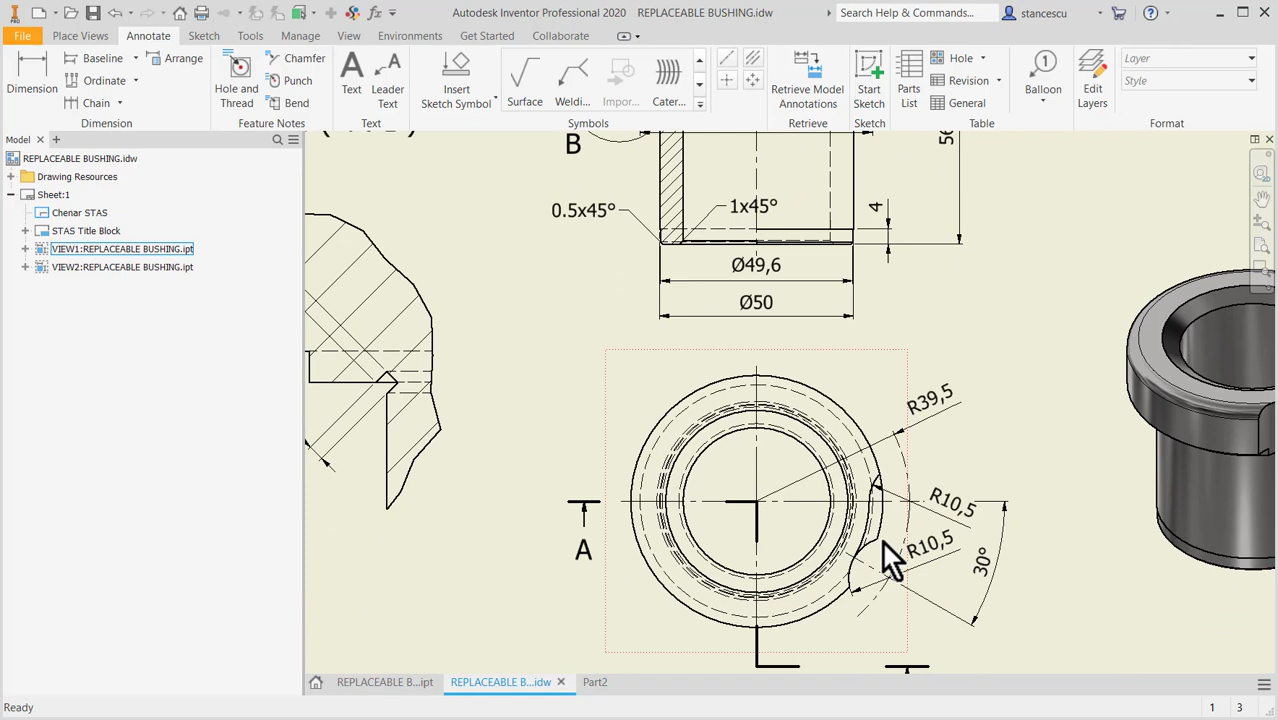 PRO
Autodesk Inventor Professional 2020 REPLACEABLE BUSHING.idw
Search Help & Commands...
stancescu
File Place Views Annotate Sketch Tools Manage View Environments Get Started Collaborate
Dimension
Baseline
Ordinate
Chain
Arrange
Dimension
Hole and
Thread
Chamfer
Punch
Bend
Feature Notes
Text
Leader
Text
Text
Insert
Sketch Symbol
Surface
Weldi...
Impor...
Cater...
Symbols
Retrieve Model
Annotations
Retrieve
Start
Sketch
Sketch
Parts
List
Hole
Revision
General
Table
Balloon
Edit
Layers
Layer
Style
Format
Model
REPLACEABLE BUSHING.idw
Drawing Resources
Sheet:1
Chenar STAS
STAS Title Block
VIEW1:REPLACEABLE BUSHING.ipt
VIEW2:REPLACEABLE BUSHING.ipt
B
0.5x45°
1x45°
4
Ø49,6
Ø50
R39,5
R10,5
R10,5
30°
A
REPLACEABLE B...ipt
REPLACEABLE B...idw
Part2
Ready
1 3